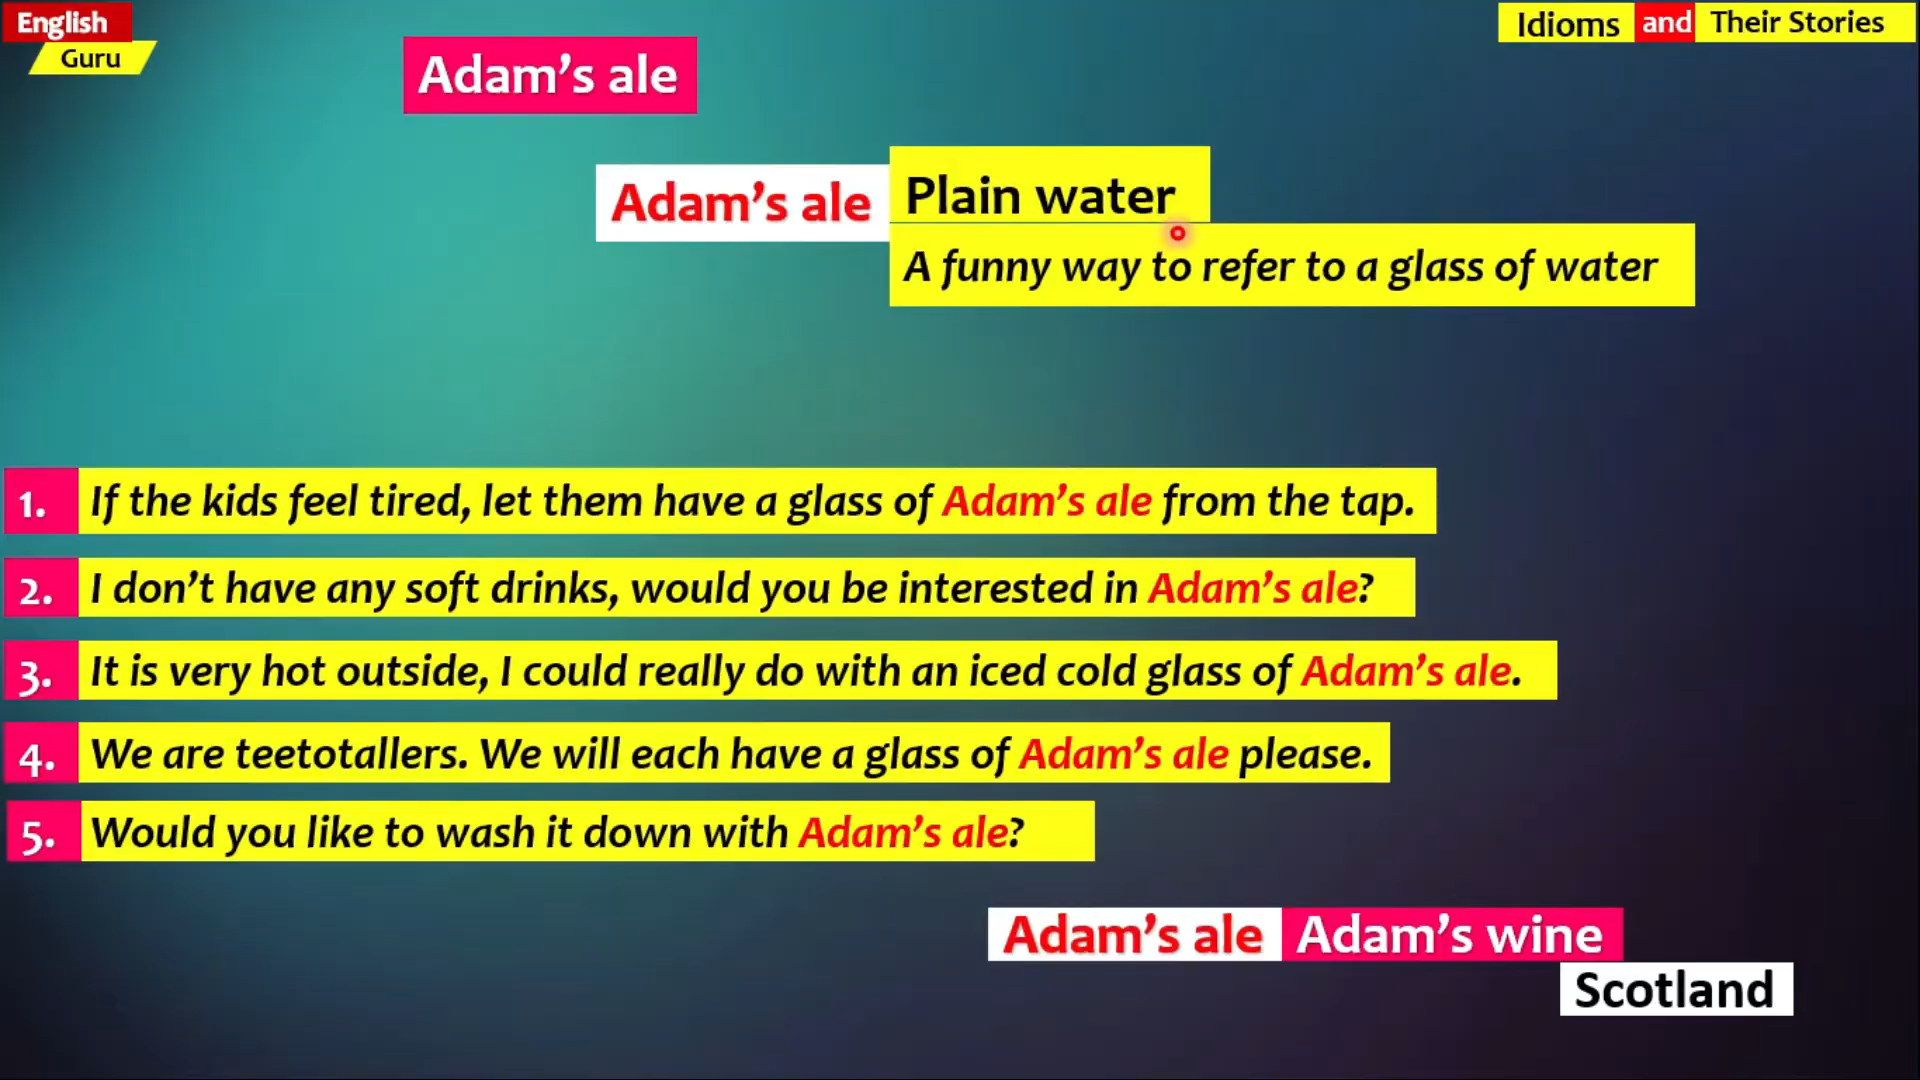 English
Guru
Idioms and Their Stories
Adam’s ale
Adam’s ale Plain water
A funny way to refer to a glass of water
1. If the kids feel tired, let them have a glass of Adam’s ale from the tap.
2. I don’t have any soft drinks, would you be interested in Adam’s ale?
3. It is very hot outside, I could really do with an iced cold glass of Adam’s ale.
4. We are teetotallers. We will each have a glass of Adam’s ale please.
5. Would you like to wash it down with Adam’s ale?
Adam’s ale Adam’s wine
Scotland